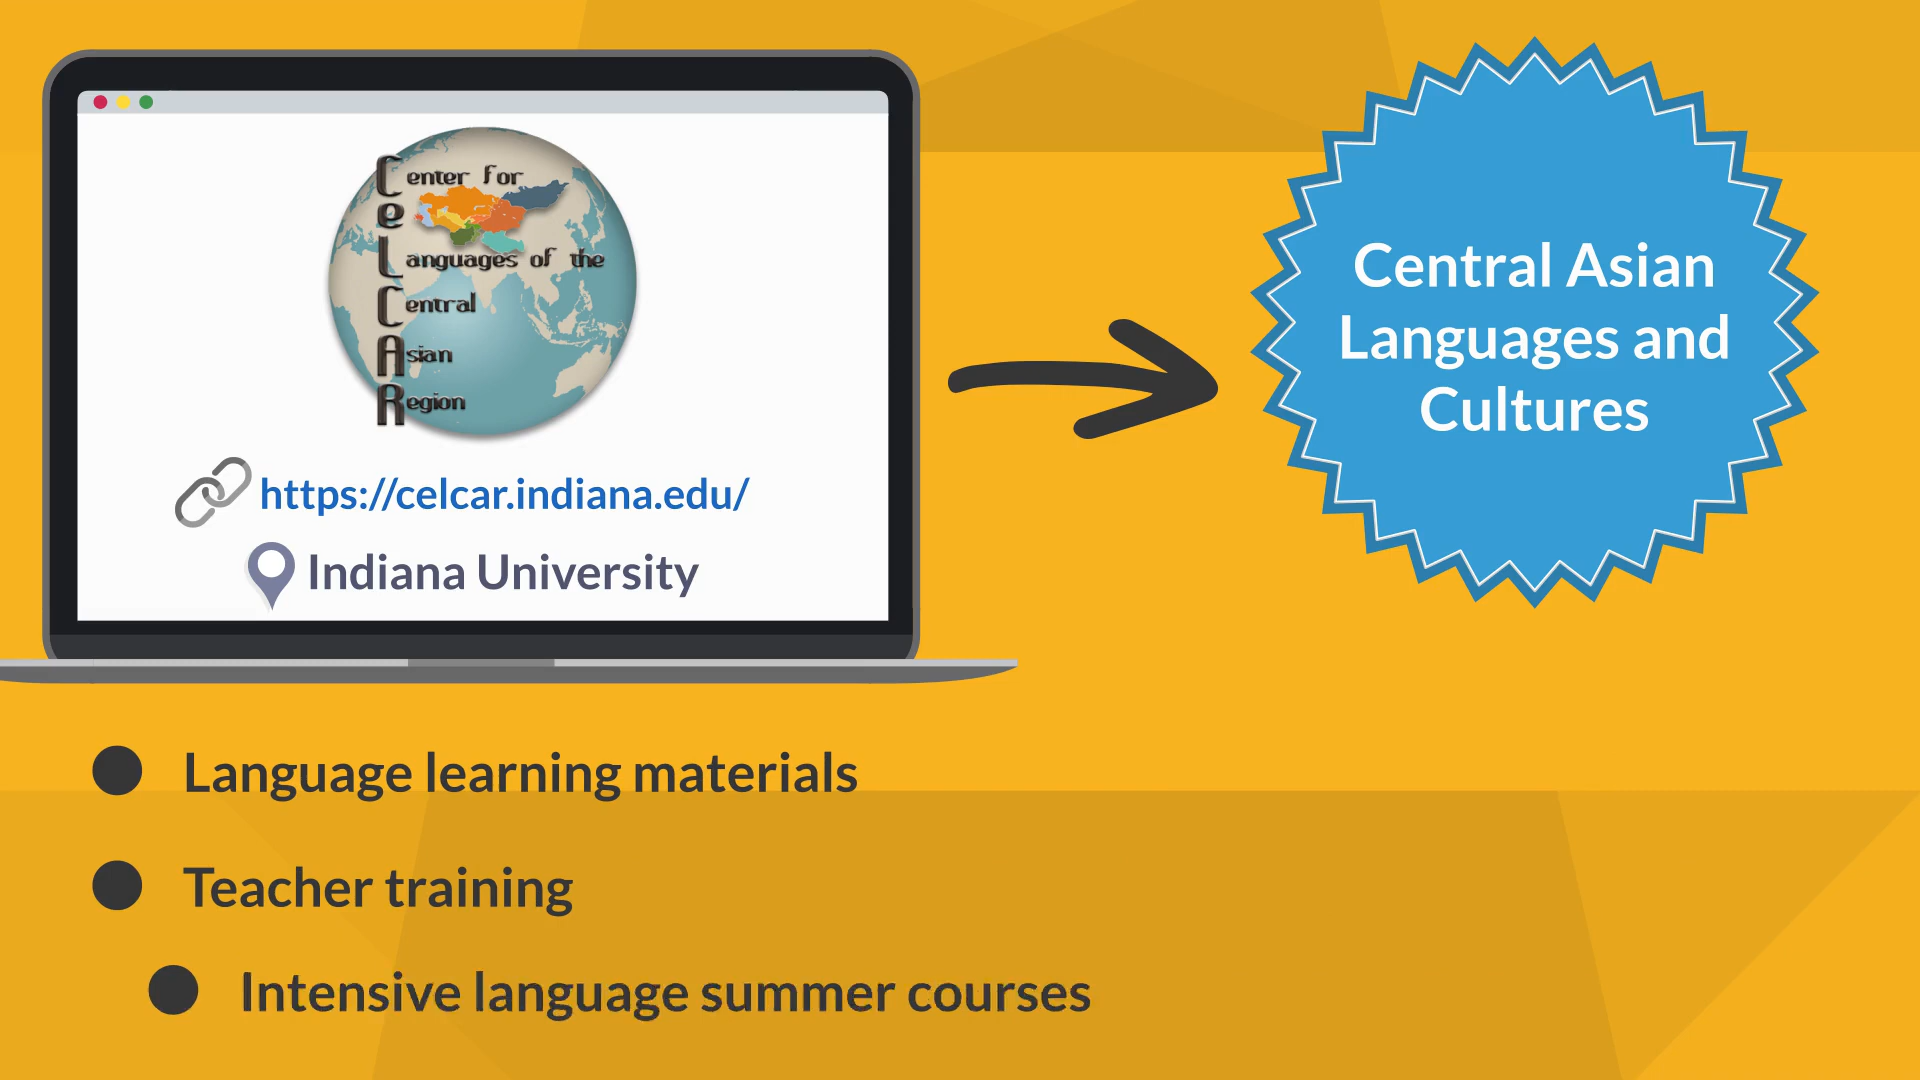 Center for
e
Languages of the
Central
Asian
Region
https://celcar.indiana.edu/
Indiana University
Central Asian
Languages and
Cultures
Language learning materials
Teacher training
Intensive language summer courses